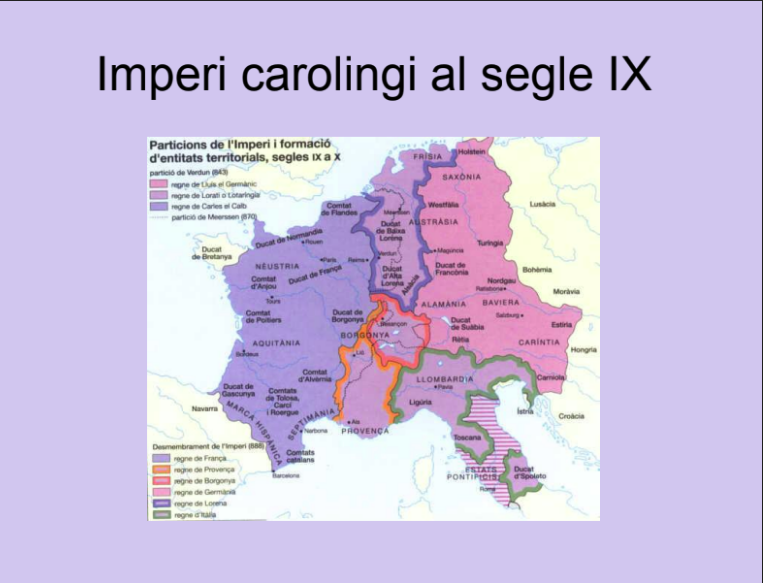 Imperi carolingi al segle IX
Particions de l'Imperi i formació
d'entitats territorials, segles IX a X
partició de Verdun (843)
regne de Lluís el Germànic
regne de Lotari o Lotaríngia
regne de Carles el Calb
partició de Meerssen (870)
FRÍSIA
Holstein
SAXÒNIA
Comtat
de Flandes
Meerssen
Westfàlia
Lusàcia
AUSTRÀSIA
Ducat
de Baixa
Lorena
Ducat de Normandia
Rouen
Ducat
de Bretanya
París
Reims
Verdun
Magúncia
Turíngia
NÈUSTRIA
Ducat de França
Ducat
d'Alta
Lorena
Alsàcia
Ducat de
Francònia
Bohèmia
Comtat
d'Anjou
Nordgau
Ratisbona
Moràvia
Tours
ALAMÀNIA
BAVIERA
Comtat
de Poitiers
Ducat de
Borgonya
Besançon
Ducat
de Suàbia
Salzburg
Estíria
BORGONYA
AQUITÀNIA
Rètia
CARÍNTIA
Hongria
Bordeus
Lió
Comtat
d'Alvèrnia
LLOMBARDIA
Pavia
Carniola
Ducat de
Gascunya
Comtats
de Tolosa,
Carcí
i Roergue
Ligúria
Ístria
Croàcia
Navarra
MARCA HISPÀNICA
SEPTIMÀNIA
Aix
PROVENÇA
Narbona
Toscana
Desmembrament de l'Imperi (888)
regne de França
Comtats
catalans
ESTATS
PONTIFICIS
Ducat
d'Spoleto
regne de Provença
Barcelona
Roma
regne de Borgonya
regne de Germània
regne de Lorena
regne d'Itàlia